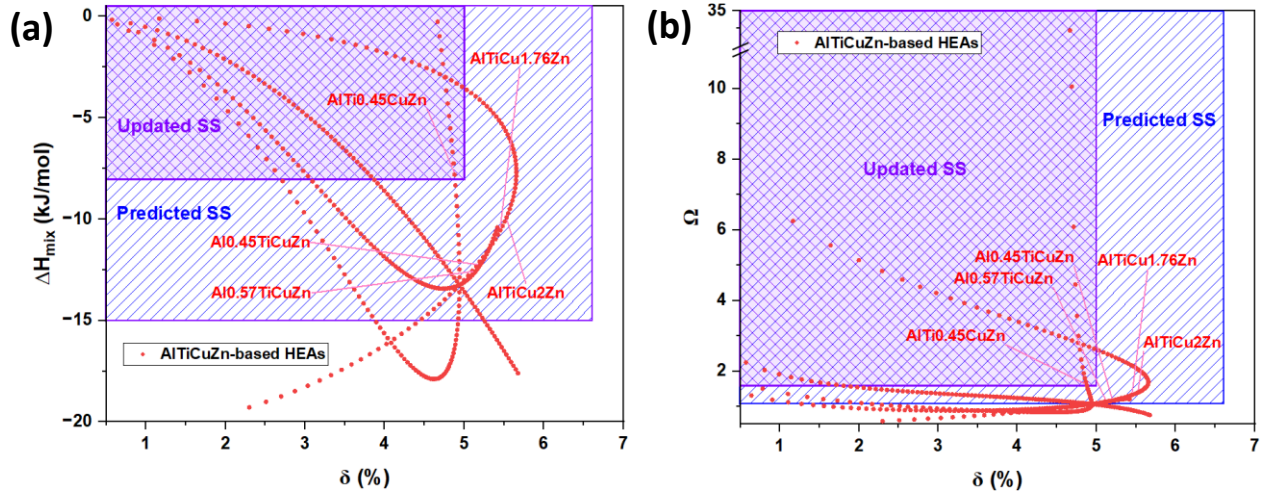 (a)
0
−5
−10
−15
−20
ΔHmix (kJ/mol)
1 2 3 4 5 6 7
δ (%)
Updated SS
Predicted SS
AlTiCu1.76Zn
AlTi0.45CuZn
Al0.45TiCuZn
Al0.57TiCuZn
AlTiCu2Zn
AlTiCuZn-based HEAs
(b)
35
10
8
6
4
2
Ω
1 2 3 4 5 6 7
δ (%)
AlTiCuZn-based HEAs
Predicted SS
Updated SS
Al0.45TiCuZn
AlTiCu1.76Zn
Al0.57TiCuZn
AlTi0.45CuZn
AlTiCu2Zn